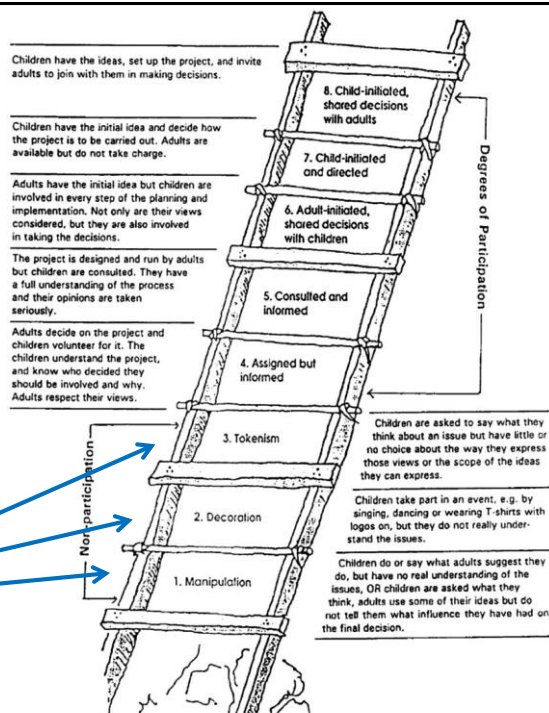 Children have the ideas, set up the project, and invite
adults to join with them in making decisions.
8. Child-initiated,
shared decisions
with adults
Children have the initial idea and decide how
the project is to be carried out. Adults are
available but do not take charge.
7. Child-initiated
and directed
Adults have the initial idea but children are
involved in every step of the planning and
implementation. Not only are their views
considered, but they are also involved
in taking the decisions.
6. Adult-initiated,
shared decisions
with children
The project is designed and run by adults
but children are consulted. They have
a full understanding of the process
and their opinions are taken
seriously.
5. Consulted and
informed
Adults decide on the project and
children volunteer for it. The
children understand the project,
and know who decided they
should be involved and why.
Adults respect their views.
4. Assigned but
informed
Degrees of Participation
3. Tokenism
Children are asked to say what they
think about an issue but have little or
no choice about the way they express
those views or the scope of the ideas
they can express.
2. Decoration
Children take part in an event, e.g. by
singing, dancing or wearing T-shirts with
logos on, but they do not really under-
stand the issues.
1. Manipulation
Children do or say what adults suggest they
do, but have no real understanding of the
issues, OR children are asked what they
think, adults use some of their ideas but do
not tell them what influence they have had on
the final decision.
Non-participation